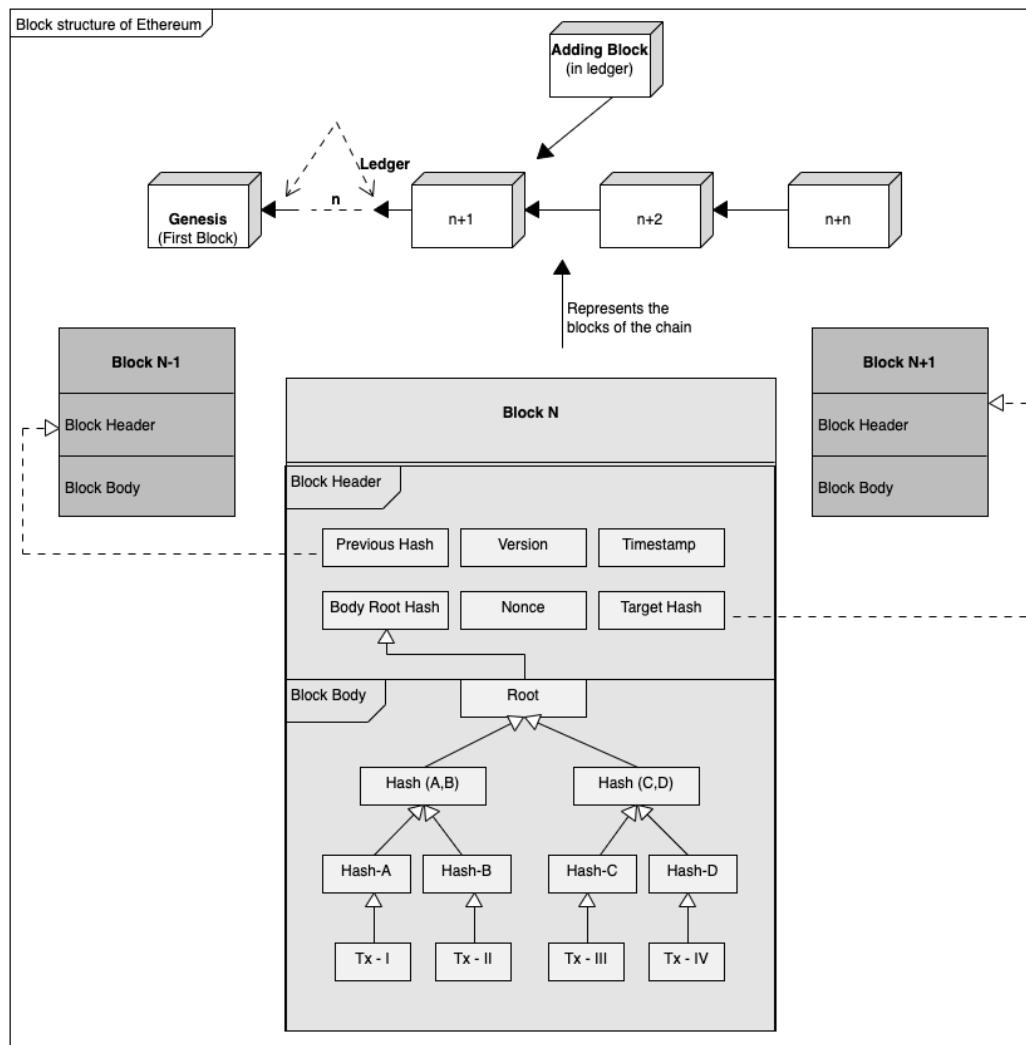 Block structure of Ethereum
Adding Block
(in ledger)
Ledger
n
Genesis
(First Block)
n+1
n+2
n+n
Represents the
blocks of the chain
Block N-1
Block Header
Block Body
Block N+1
Block Header
Block Body
Block N
Block Header
Previous Hash
Version
Timestamp
Body Root Hash
Nonce
Target Hash
Block Body
Root
Hash (A,B)
Hash (C,D)
Hash-A
Hash-B
Hash-C
Hash-D
Tx - I
Tx - II
Tx - III
Tx - IV